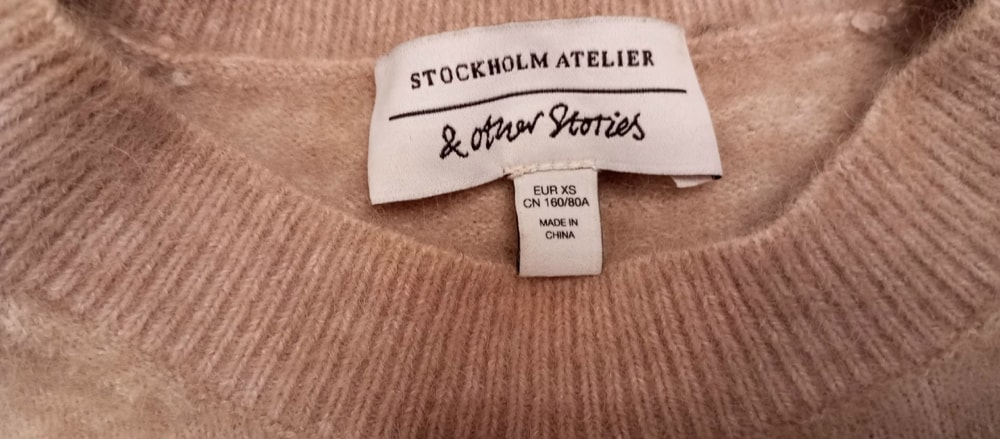 STOCKHOLM ATELIER
& other Stories
EUR XS
CN 160/80A
MADE IN
CHINA